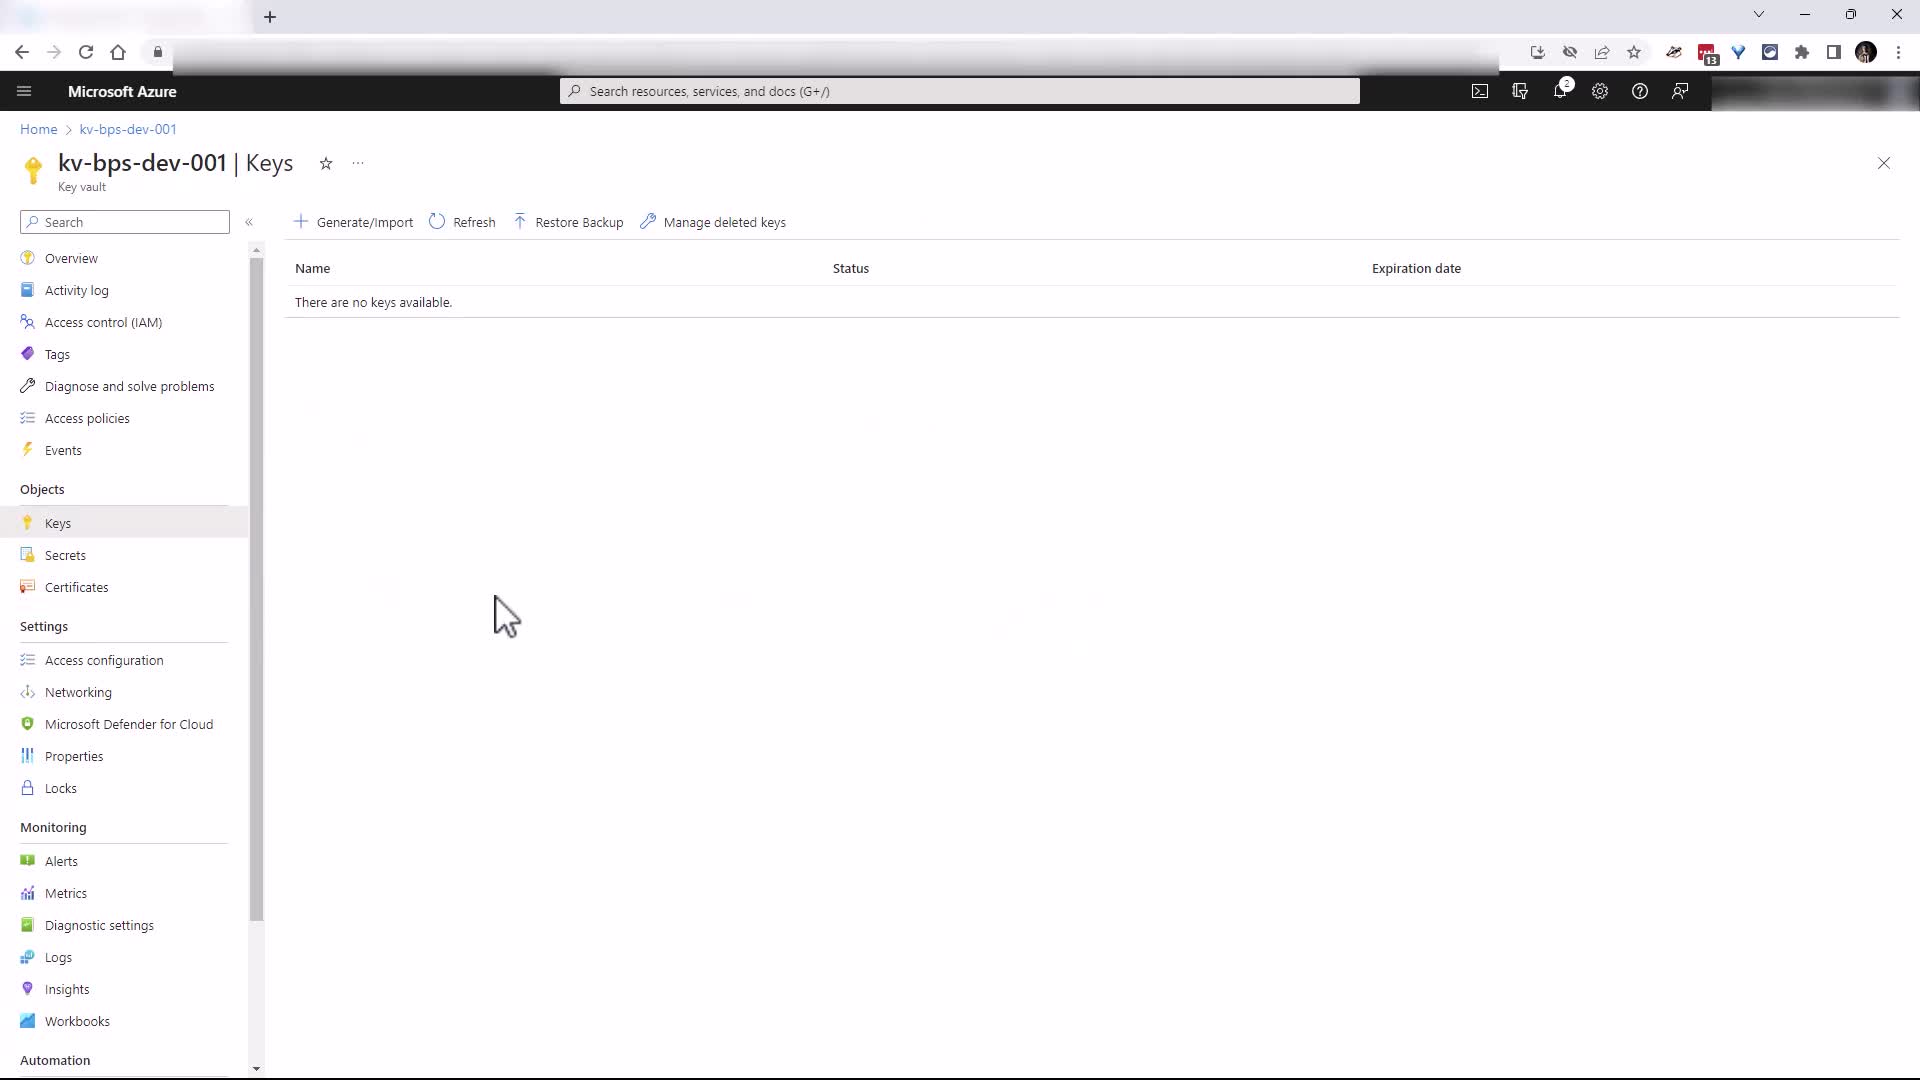 13
Microsoft Azure
Search resources, services, and docs (G+/)
2
Home > kv-bps-dev-001
kv-bps-dev-001 | Keys
Key vault
Search
Generate/Import
Refresh
Restore Backup
Manage deleted keys
Name
Status
Expiration date
There are no keys available.
Overview
Activity log
Access control (IAM)
Tags
Diagnose and solve problems
Access policies
Events
Objects
Keys
Secrets
Certificates
Settings
Access configuration
Networking
Microsoft Defender for Cloud
Properties
Locks
Monitoring
Alerts
Metrics
Diagnostic settings
Logs
Insights
Workbooks
Automation